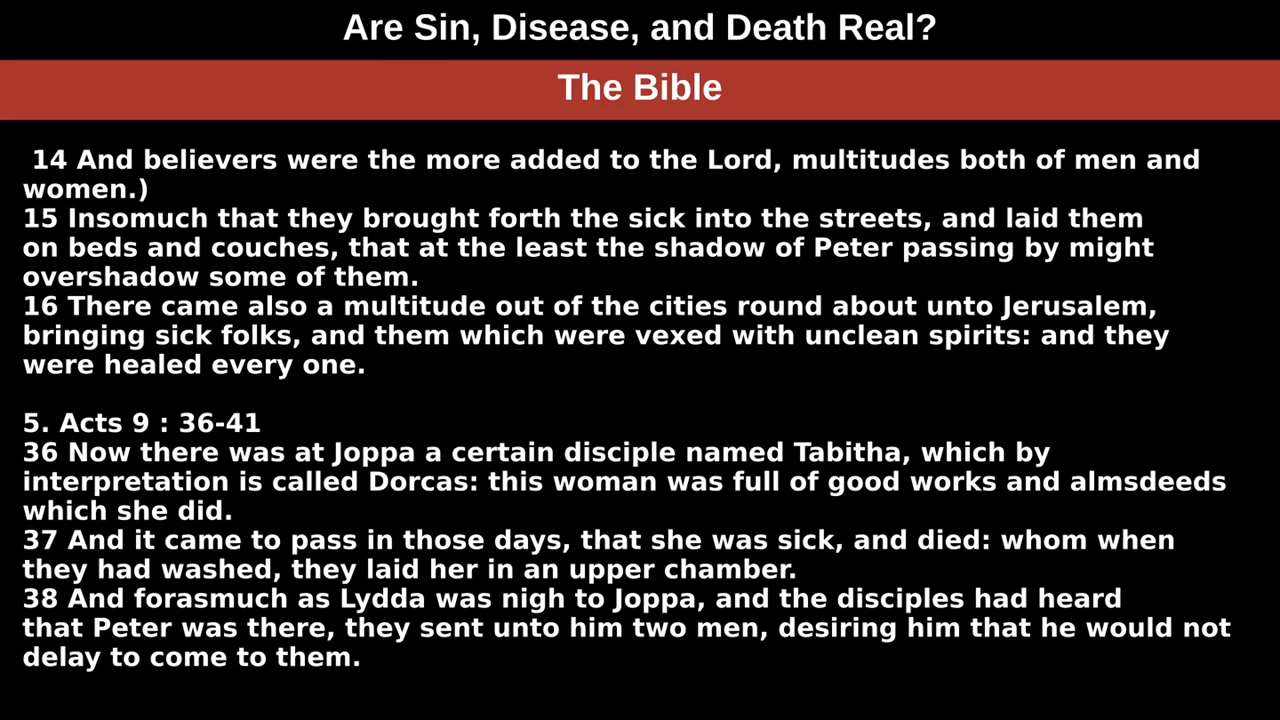 Are Sin, Disease, and Death Real?
The Bible
14 And believers were the more added to the Lord, multitudes both of men and
women.)
15 Insomuch that they brought forth the sick into the streets, and laid them
on beds and couches, that at the least the shadow of Peter passing by might
overshadow some of them.
16 There came also a multitude out of the cities round about unto Jerusalem,
bringing sick folks, and them which were vexed with unclean spirits: and they
were healed every one.
5. Acts 9 : 36-41
36 Now there was at Joppa a certain disciple named Tabitha, which by
interpretation is called Dorcas: this woman was full of good works and almsdeeds
which she did.
37 And it came to pass in those days, that she was sick, and died: whom when
they had washed, they laid her in an upper chamber.
38 And forasmuch as Lydda was nigh to Joppa, and the disciples had heard
that Peter was there, they sent unto him two men, desiring him that he would not
delay to come to them.